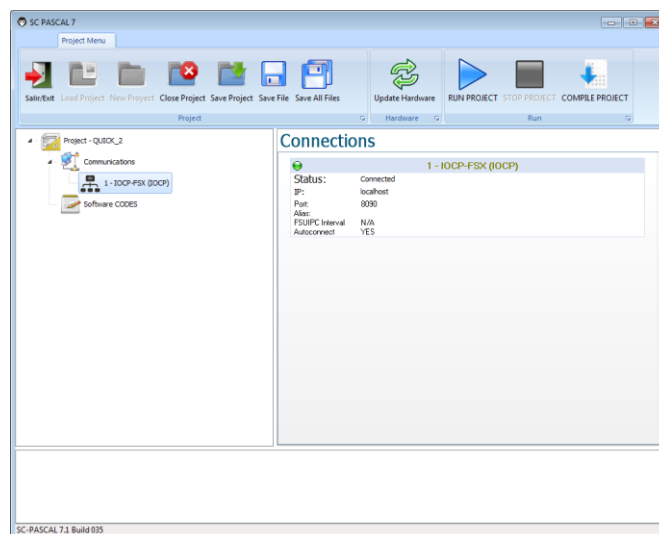 SC PASCAL 7
Project Menu
Salir/Exit Load Project New Proyect Close Project Save Project Save File Save All Files Update Hardware RUN PROJECT STOP PROJECT COMPILE PROJECT
Project Hardware Run
Project - QUICK_2
Communications
1 - IOCP-FSX (IOCP)
Software CODES
Connections
1 - IOCP-FSX (IOCP)
Status: Connected
IP: localhost
Port: 8090
Alias:
FSUIPC Interval N/A
Autoconnect YES
SC-PASCAL 7.1 Build 035